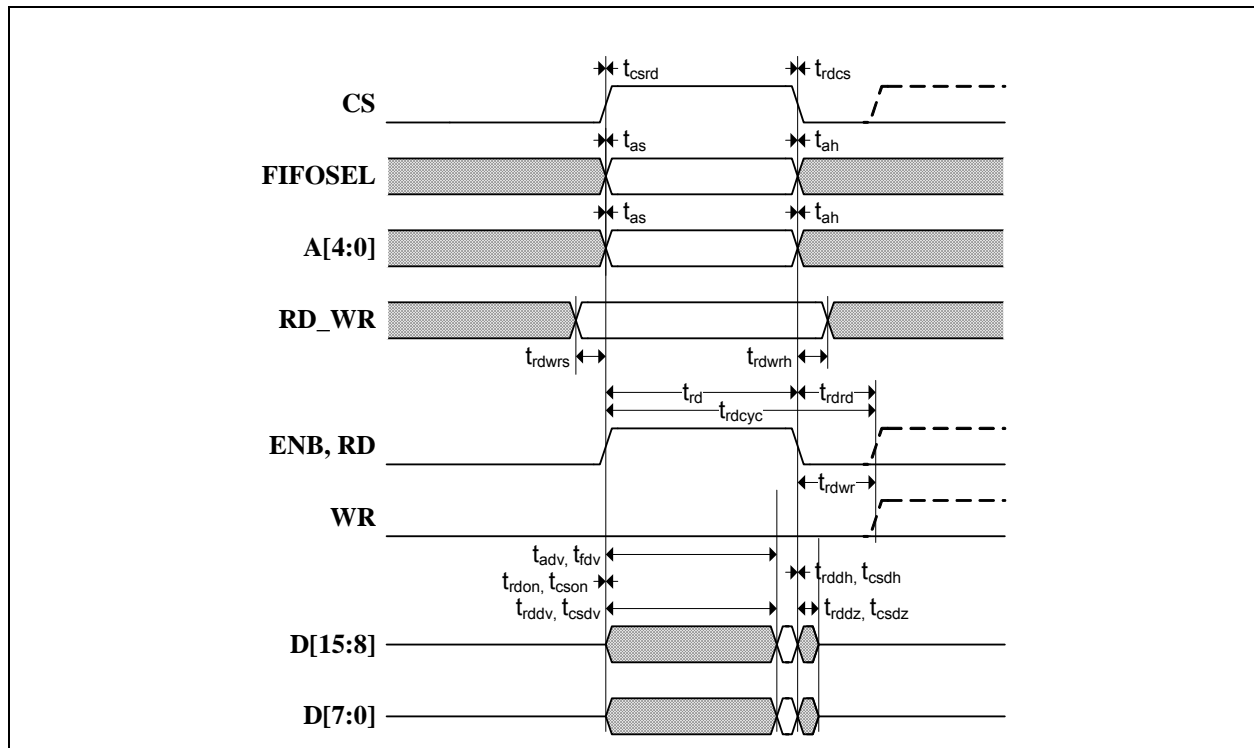 t_csrd t_rdcs
CS
t_as t_ah
FIFOSEL
t_as t_ah
A[4:0]
RD_WR
t_rdwrs t_rdwrh
t_rd t_rdrd
t_rdcyc
ENB, RD
t_rdwr
WR
t_adv, t_fdv
t_rdon, t_cson t_rddh, t_csdh
t_rddv, t_csdv t_rddz, t_csdz
D[15:8]
D[7:0]